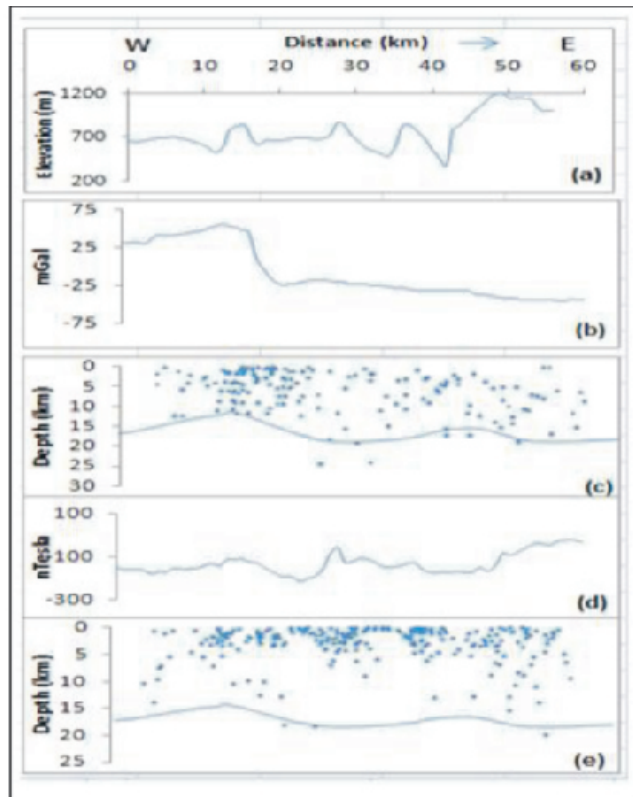 W Distance (km) E
0 10 20 30 40 50 60
1200
700
200
Elevation (m)
(a)
75
25
-25
-75
mGal
(b)
0
5
10
15
20
25
30
Depth (km)
(c)
100
-100
-300
nTesla
(d)
0
5
10
15
20
25
Depth (km)
(e)